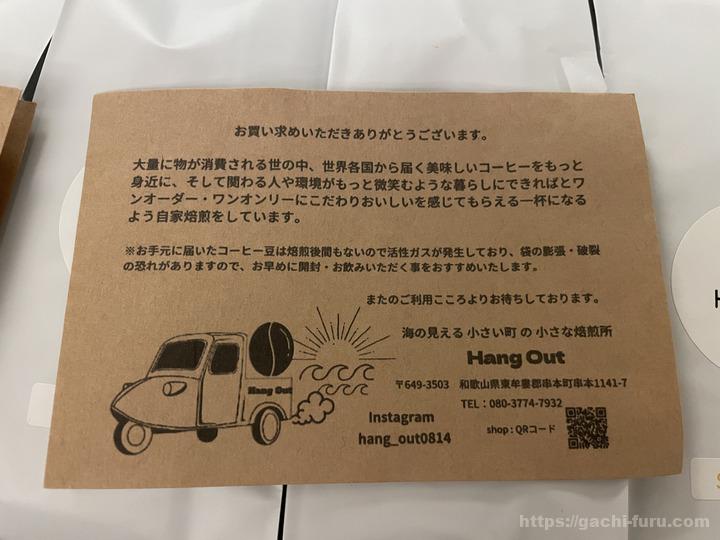 お買い求めいただきありがとうございます。
大量に物が消費される世の中、世界各国から届く美味しいコーヒーをもっと
身近に、そして関わる人や環境がもっと微笑むような暮らしにできればとワ
ンオーダー・ワンオンリーにこだわりおいしいを感じてもらえる一杯になる
よう自家焙煎をしています。
※お手元に届いたコーヒー豆は焙煎後間もないので活性ガスが発生しており、袋の膨張・破裂
の恐れがありますので、お早めに開封・お飲みいただく事をおすすめいたします。
またのご利用こころよりお待ちしております。
海の見える 小さい町 の 小さな焙煎所
Hang Out
Hang Out
〒649-3503 和歌山県東牟婁郡串本町串本1141-7
TEL：080-3774-7932
Instagram
hang_out0814
shop : QRコード
https://gachi-furu.com